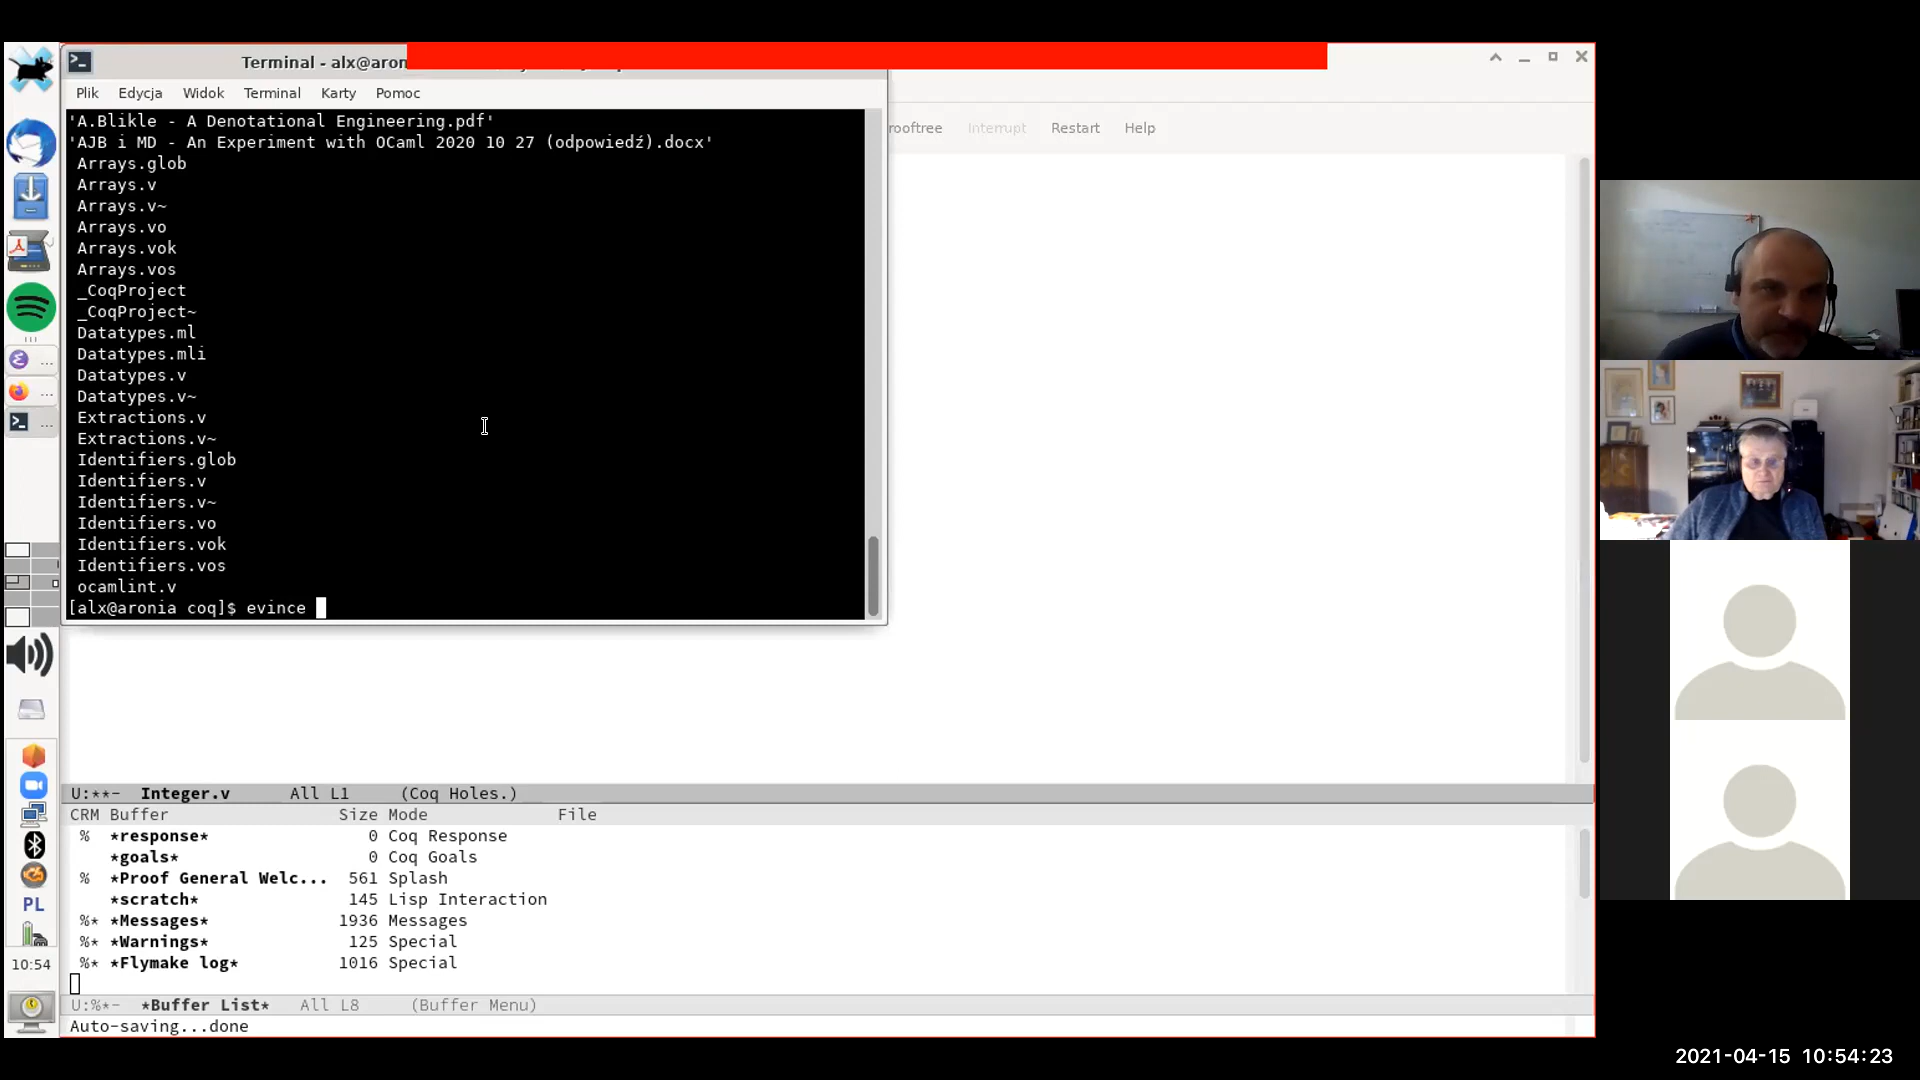 Terminal - alx@aron
Plik Edycja Widok Terminal Karty Pomoc
'A.Blikle - A Denotational Engineering.pdf'
'AJB i MD - An Experiment with OCaml 2020 10 27 (odpowiedź).docx'
Arrays.glob
Arrays.v
Arrays.v~
Arrays.vo
Arrays.vok
Arrays.vos
_CoqProject
_CoqProject~
Datatypes.ml
Datatypes.mli
Datatypes.v
Datatypes.v~
Extractions.v
Extractions.v~
Identifiers.glob
Identifiers.v
Identifiers.v~
Identifiers.vo
Identifiers.vok
Identifiers.vos
ocamlint.v
[alx@aronia coq]$ evince
rooftree Interrupt Restart Help
U:**- Integer.v All L1 (Coq Holes.)
CRM Buffer Size Mode File
% *response* 0 Coq Response
*goals* 0 Coq Goals
% *Proof General Welc... 561 Splash
*scratch* 145 Lisp Interaction
%* *Messages* 1936 Messages
%* *Warnings* 125 Special
%* *Flymake log* 1016 Special
U:%*- *Buffer List* All L8 (Buffer Menu)
Auto-saving...done
PL
10:54
2021-04-15 10:54:23